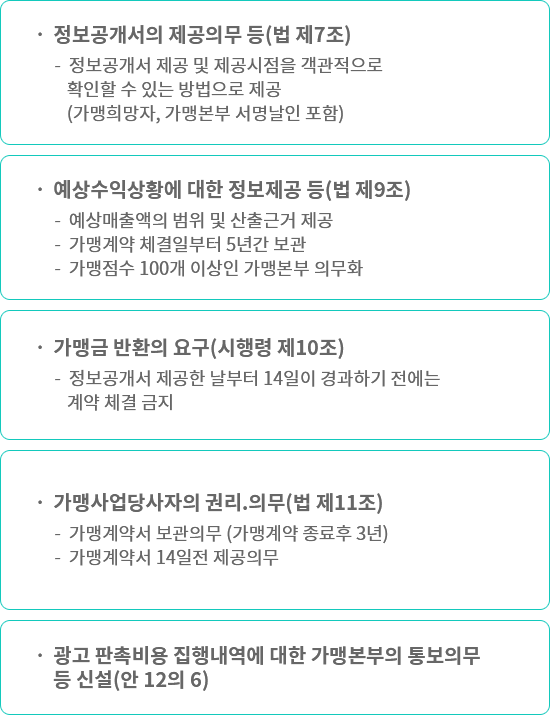 · 정보공개서의 제공의무 등(법 제7조)
- 정보공개서 제공 및 제공시점을 객관적으로
확인할 수 있는 방법으로 제공
(가맹희망자, 가맹본부 서명날인 포함)
· 예상수익상황에 대한 정보제공 등(법 제9조)
- 예상매출액의 범위 및 산출근거 제공
- 가맹계약 체결일부터 5년간 보관
- 가맹점수 100개 이상인 가맹본부 의무화
· 가맹금 반환의 요구(시행령 제10조)
- 정보공개서 제공한 날부터 14일이 경과하기 전에는
계약 체결 금지
· 가맹사업당사자의 권리.의무(법 제11조)
- 가맹계약서 보관의무 (가맹계약 종료후 3년)
- 가맹계약서 14일전 제공의무
· 광고 판촉비용 집행내역에 대한 가맹본부의 통보의무
등 신설(안 12의 6)